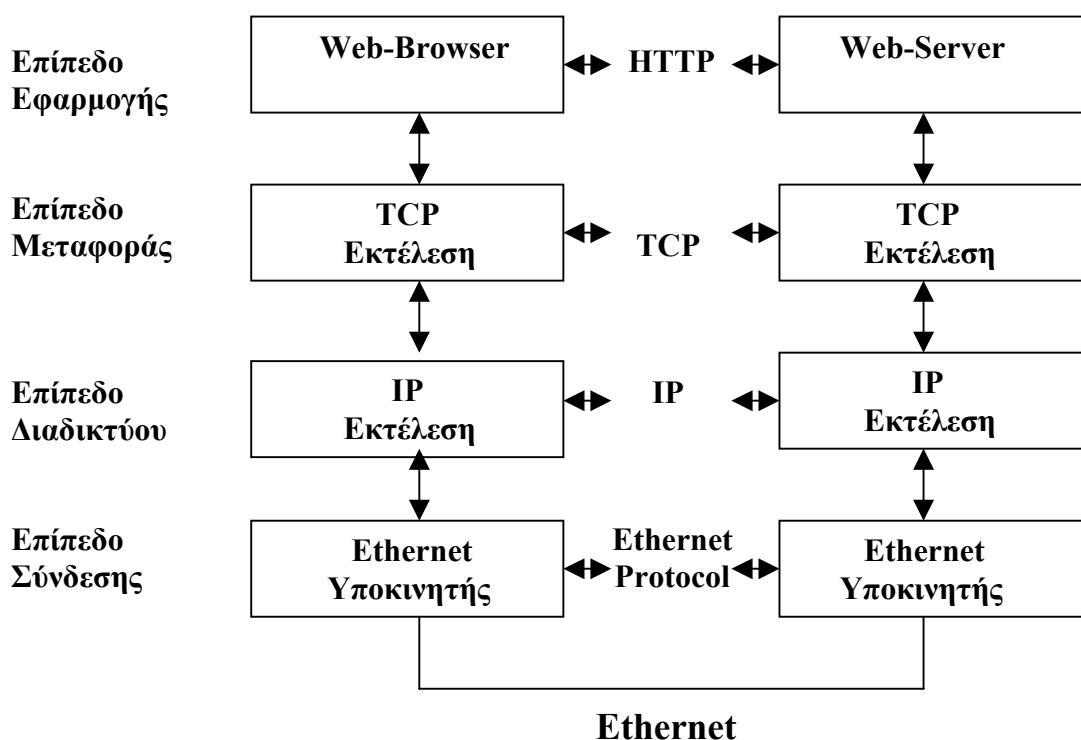 Επίπεδο
Εφαρμογής
Web-Browser
HTTP
Web-Server
Επίπεδο
Μεταφοράς
TCP
Εκτέλεση
TCP
TCP
Εκτέλεση
Επίπεδο
Διαδικτύου
IP
Εκτέλεση
IP
IP
Εκτέλεση
Επίπεδο
Σύνδεσης
Ethernet
Υποκινητής
Ethernet
Protocol
Ethernet
Υποκινητής
Ethernet